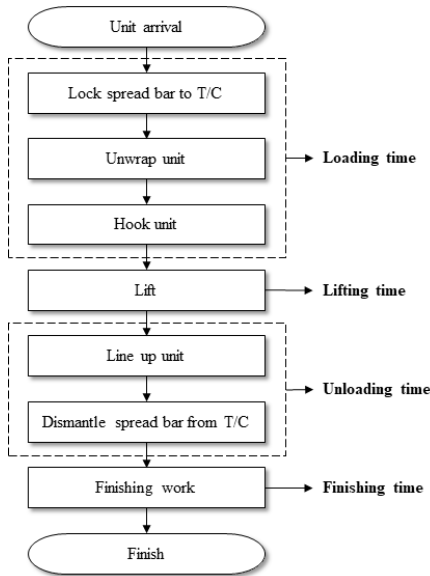 Unit arrival
Lock spread bar to T/C
Unwrap unit
Loading time
Hook unit
Lift
Lifting time
Line up unit
Unloading time
Dismantle spread bar from T/C
Finishing work
Finishing time
Finish